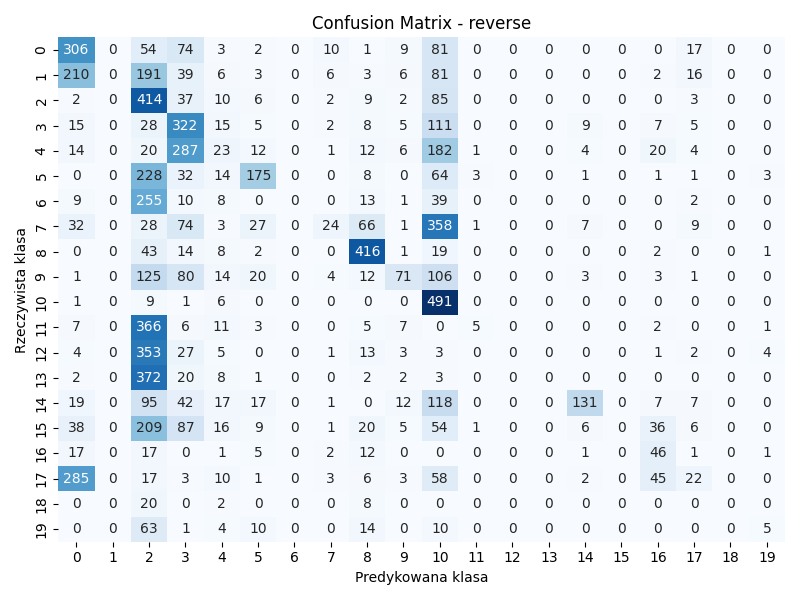 Confusion Matrix - reverse
Rzeczywista klasa
0 306 0 54 74 3 2 0 10 1 9 81 0 0 0 0 0 0 17 0 0
1 210 0 191 39 6 3 0 6 3 6 81 0 0 0 0 0 2 16 0 0
2 2 0 414 37 10 6 0 2 9 2 85 0 0 0 0 0 0 3 0 0
3 15 0 28 322 15 5 0 2 8 5 111 0 0 0 9 0 7 5 0 0
4 14 0 20 287 23 12 0 1 12 6 182 1 0 0 4 0 20 4 0 0
5 0 0 228 32 14 175 0 0 8 0 64 3 0 0 1 0 1 1 0 3
6 9 0 255 10 8 0 0 0 13 1 39 0 0 0 0 0 0 2 0 0
7 32 0 28 74 3 27 0 24 66 1 358 1 0 0 7 0 0 9 0 0
8 0 0 43 14 8 2 0 0 416 1 19 0 0 0 0 0 2 0 0 1
9 1 0 125 80 14 20 0 4 12 71 106 0 0 0 3 0 3 1 0 0
10 1 0 9 1 6 0 0 0 0 0 491 0 0 0 0 0 0 0 0 0
11 7 0 366 6 11 3 0 0 5 7 0 5 0 0 0 0 2 0 0 1
12 4 0 353 27 5 0 0 1 13 3 3 0 0 0 0 0 1 2 0 4
13 2 0 372 20 8 1 0 0 2 2 3 0 0 0 0 0 0 0 0 0
14 19 0 95 42 17 17 0 1 0 12 118 0 0 0 131 0 7 7 0 0
15 38 0 209 87 16 9 0 1 20 5 54 1 0 0 6 0 36 6 0 0
16 17 0 17 0 1 5 0 2 12 0 0 0 0 0 1 0 46 1 0 1
17 285 0 17 3 10 1 0 3 6 3 58 0 0 0 2 0 45 22 0 0
18 0 0 20 0 2 0 0 0 8 0 0 0 0 0 0 0 0 0 0 0
19 0 0 63 1 4 10 0 0 14 0 10 0 0 0 0 0 0 0 0 5
0 1 2 3 4 5 6 7 8 9 10 11 12 13 14 15 16 17 18 19
Predykowana klasa